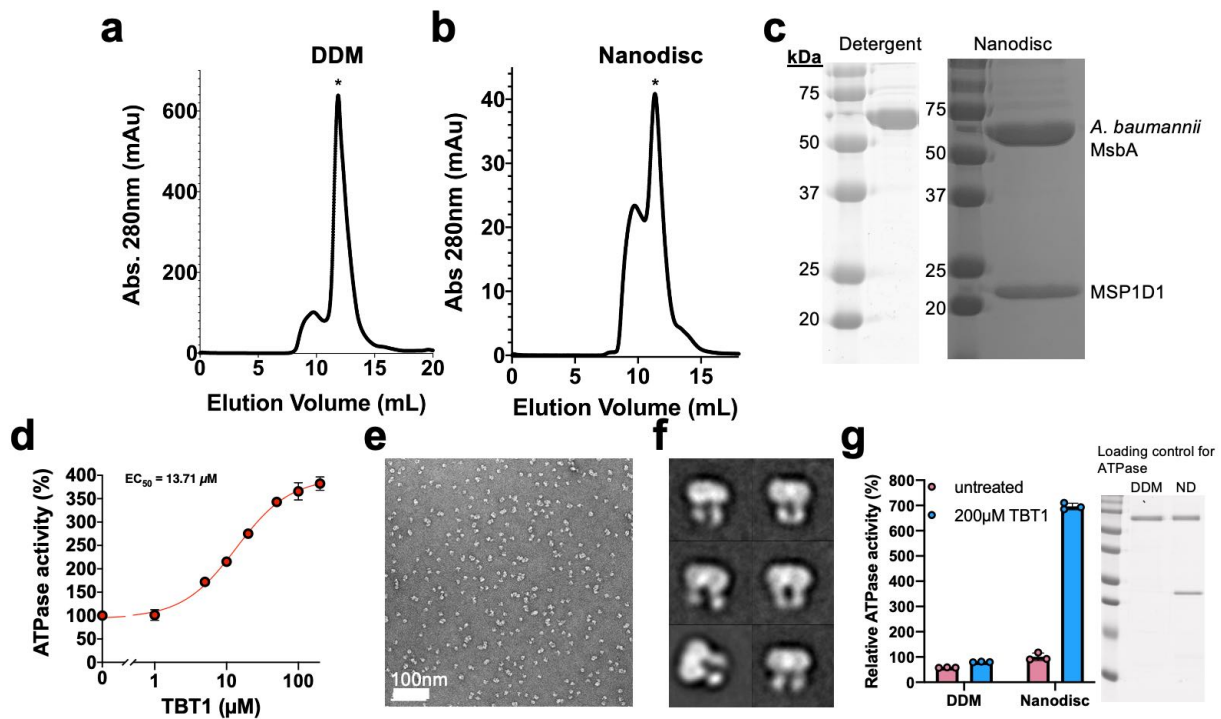 a
DDM
*
Abs. 280nm (mAu)
600
400
200
0
0 5 10 15 20
Elution Volume (mL)
b
Nanodisc
*
Abs 280nm (mAu)
40
30
20
10
0
0 5 10 15
Elution Volume (mL)
c
Detergent Nanodisc
kDa
75
50
37
25
20
75
50
37
25
20
A. baumannii
MsbA
MSP1D1
d
EC50 = 13.71 µM
ATPase activity (%)
400
350
300
250
200
150
100
50
0
0 1 10 100
TBT1 (µM)
e
100nm
f
g
Relative ATPase activity (%)
800
700
600
500
400
300
200
100
0
untreated
200µM TBT1
DDM Nanodisc
Loading control for
ATPase
DDM ND